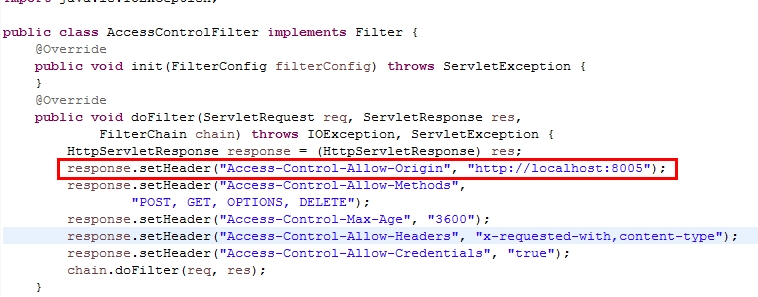 public class AccessControlFilter implements Filter {
@Override
public void init(FilterConfig filterConfig) throws ServletException {
}
@Override
public void doFilter(ServletRequest req, ServletResponse res,
FilterChain chain) throws IOException, ServletException {
HttpServletResponse response = (HttpServletResponse) res;
response.setHeader("Access-Control-Allow-Origin", "http://localhost:8005");
response.setHeader("Access-Control-Allow-Methods",
"POST, GET, OPTIONS, DELETE");
response.setHeader("Access-Control-Max-Age", "3600");
response.setHeader("Access-Control-Allow-Headers", "x-requested-with,content-type");
response.setHeader("Access-Control-Allow-Credentials", "true");
chain.doFilter(req, res);
}